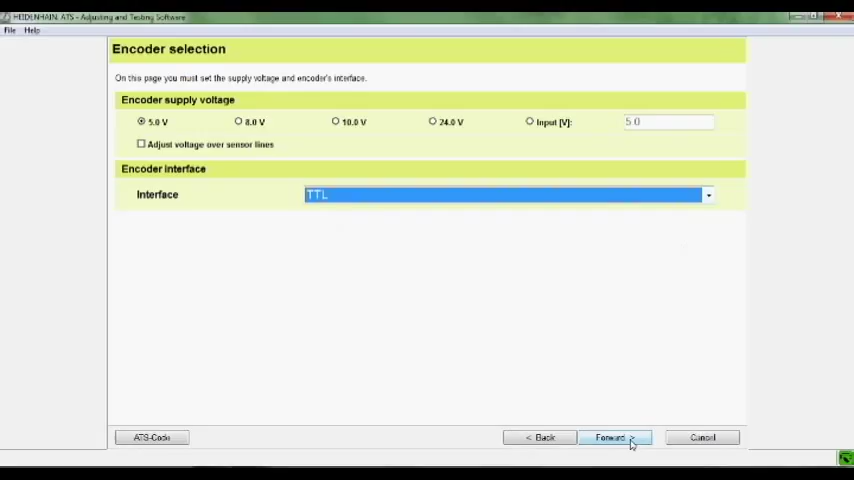 HEIDENHAIN: ATS - Adjusting and Testing Software
File Help
Encoder selection
On this page you must set the supply voltage and encoder's interface.
Encoder supply voltage
5.0 V 8.0 V 10.0 V 24.0 V Input [V]: 5.0
Adjust voltage over sensor lines
Encoder interface
Interface TTL
ATS-Code < Back Forward > Cancel